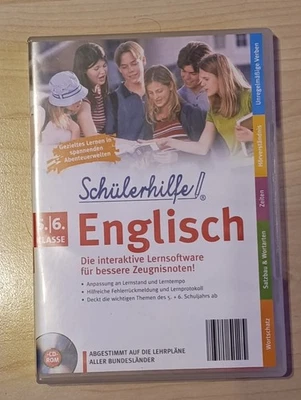 Gezieltes Lernen in
spannenden
Abenteuerwelten
Schülerhilfe!®
5.|6.
KLASSE
Englisch
Die interaktive Lernsoftware
für bessere Zeugnisnoten!
• Anpassung an Lernstand und Lerntempo
• Hilfreiche Fehlerrückmeldung und Lernprotokoll
• Deckt die wichtigen Themen des 5. + 6. Schuljahrs ab
CD
ROM
ABGESTIMMT AUF DIE LEHRPLÄNE
ALLER BUNDESLÄNDER
Unregelmäßige Verben
Hörverständnis
Zeiten
Satzbau & Wortarten
Wortschatz